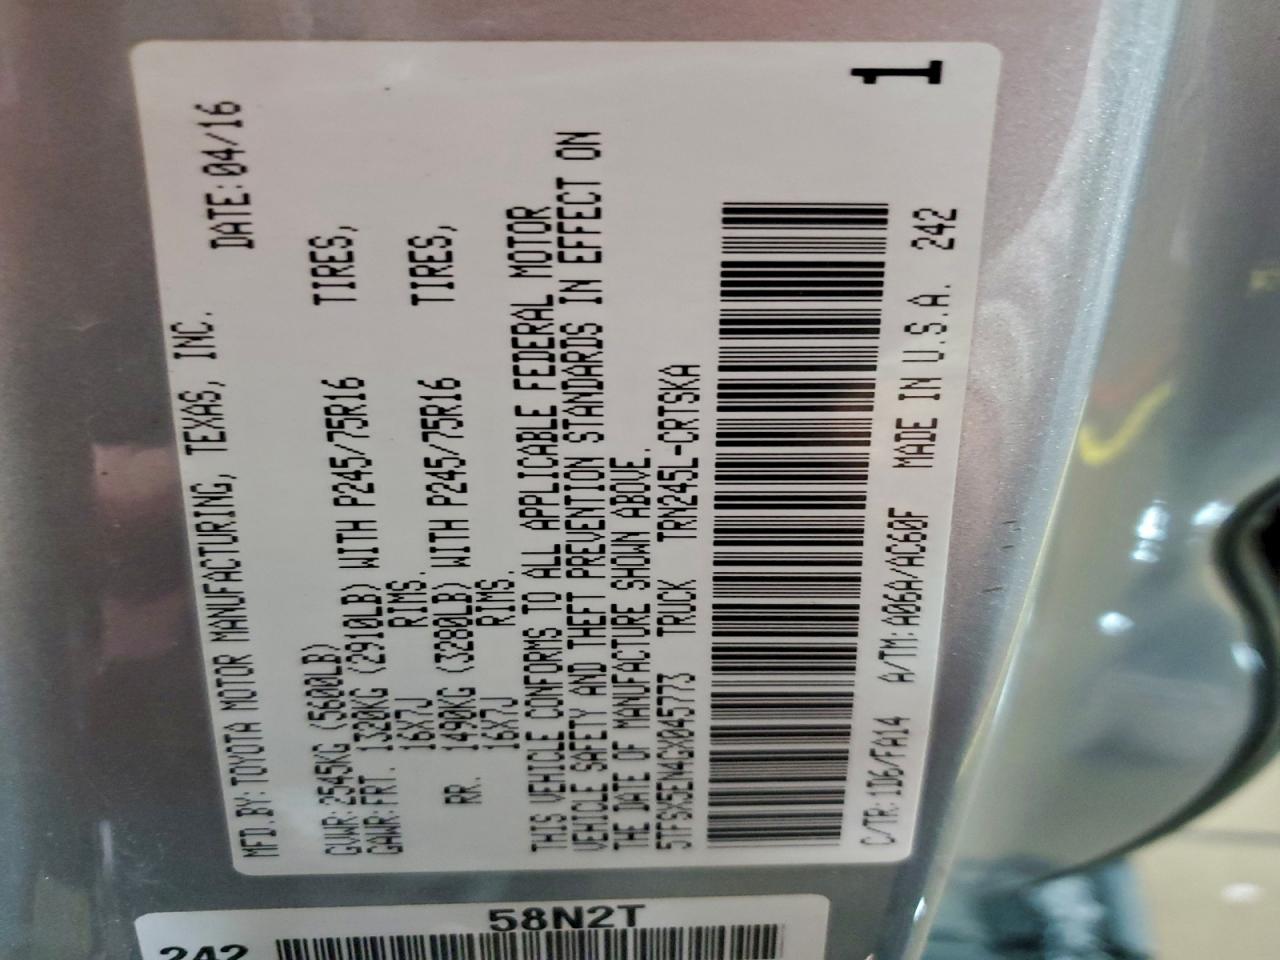 MFD.BY:TOYOTA MOTOR MANUFACTURING, TEXAS, INC.
DATE:04/16
GVWR:2545KG (5600LB)
GAWR:FRT. 1320KG (2910LB) WITH P245/75R16 TIRES,
16X7J RIMS.
RR. 1490KG (3280LB) WITH P245/75R16 TIRES,
16X7J RIMS.
THIS VEHICLE CONFORMS TO ALL APPLICABLE FEDERAL MOTOR
VEHICLE SAFETY AND THEFT PREVENTION STANDARDS IN EFFECT ON
THE DATE OF MANUFACTURE SHOWN ABOVE.
5TFSX5EN4GX045773 TRUCK TRN245L-CRTSKA
C/TR:1D6/FA14 A/TM:A06A/AC60F MADE IN U.S.A. 242
1
58N2T
242